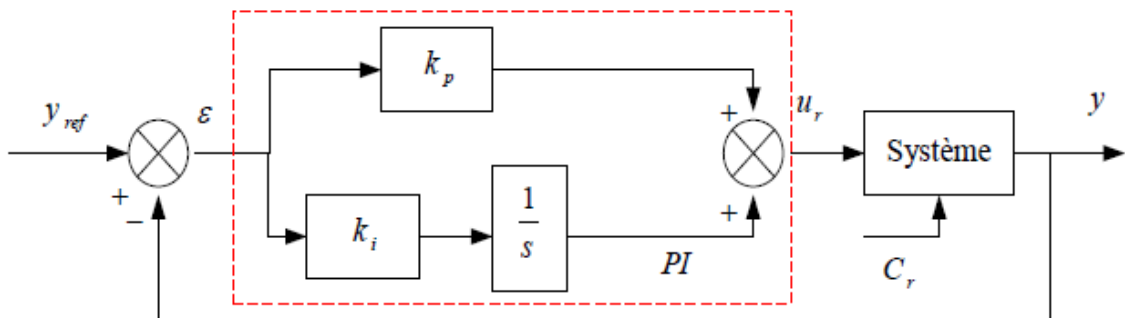 y_ref
+
−
ε
k_p
k_i
1/s
PI
+
+
u_r
Système
C_r
y